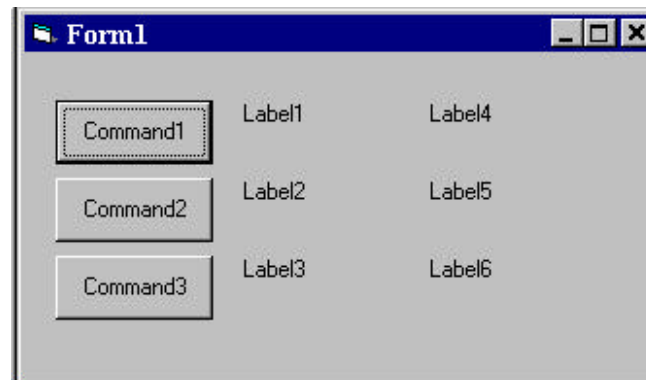 Form1
Command1 Label1 Label4
Command2 Label2 Label5
Command3 Label3 Label6